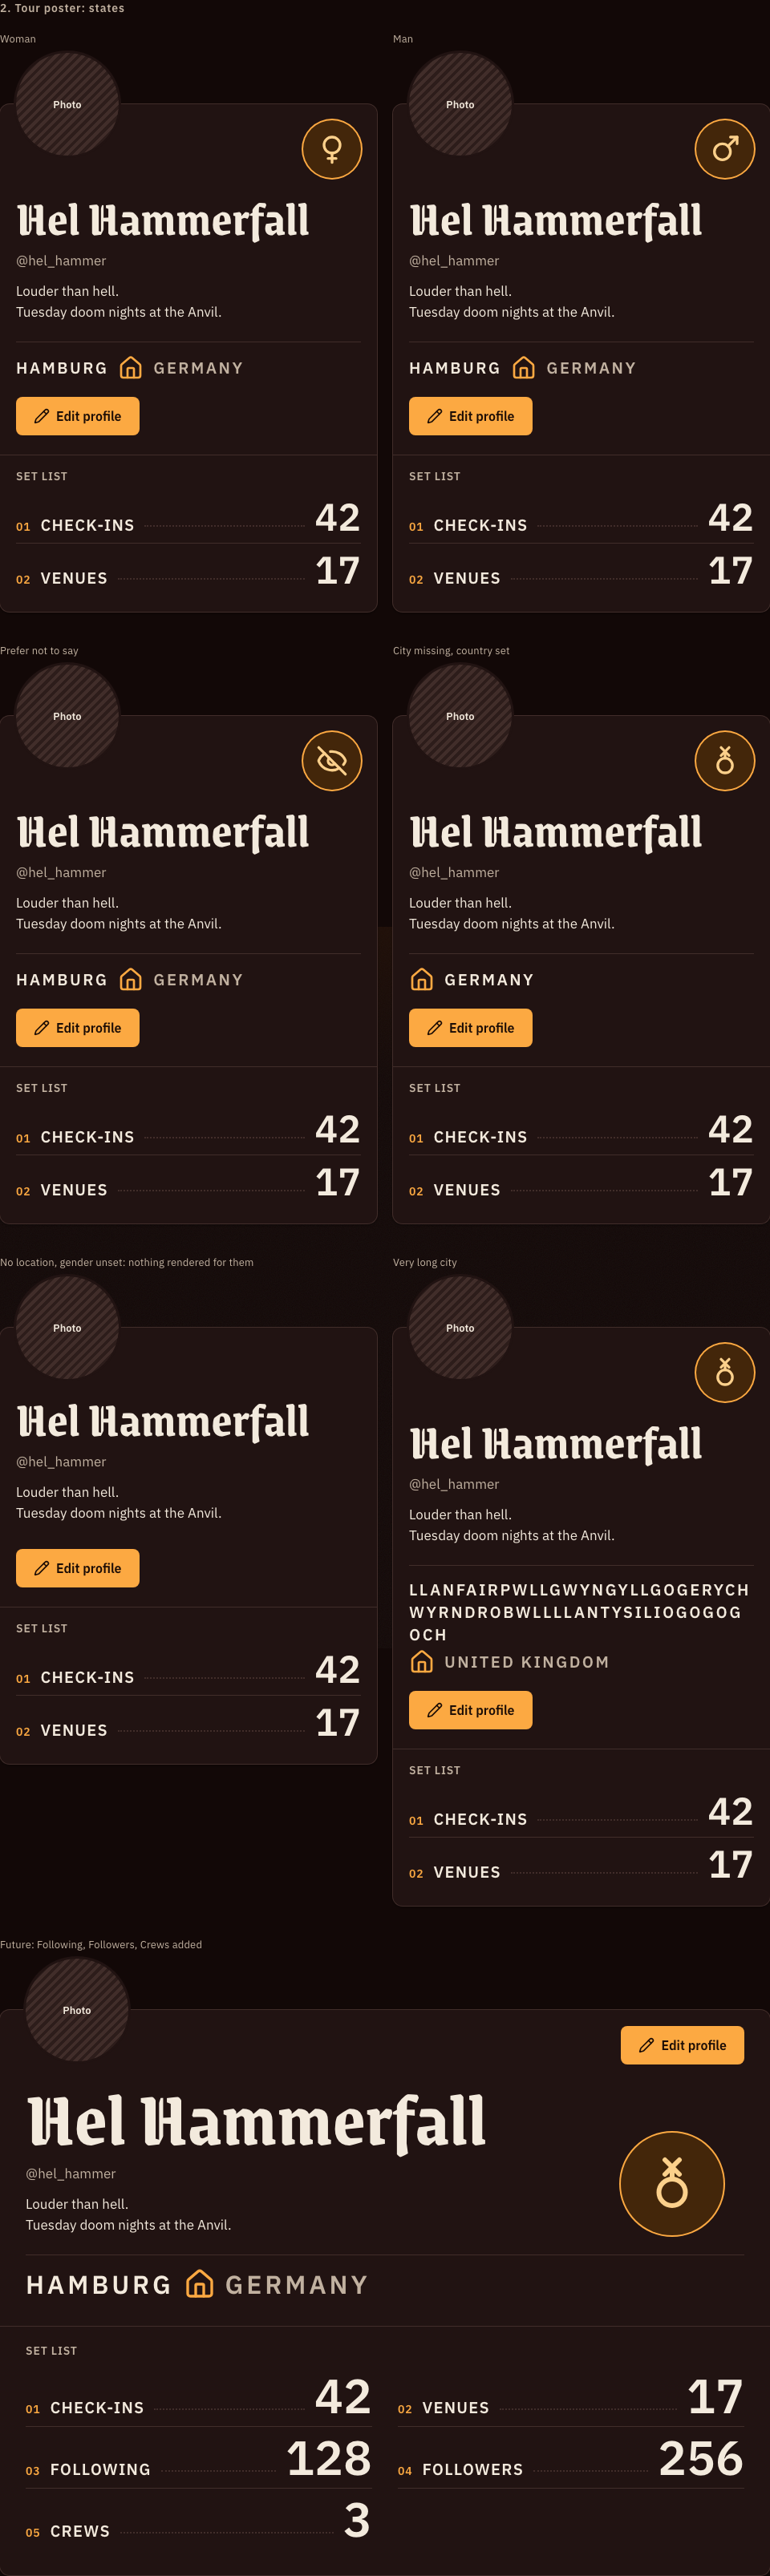 2. Tour poster: states
Woman
Photo
Hel Hammerfall
@hel_hammer
Louder than hell.
Tuesday doom nights at the Anvil.
HAMBURG GERMANY
Edit profile
SET LIST
01 CHECK-INS 42
02 VENUES 17
Man
Photo
Hel Hammerfall
@hel_hammer
Louder than hell.
Tuesday doom nights at the Anvil.
HAMBURG GERMANY
Edit profile
SET LIST
01 CHECK-INS 42
02 VENUES 17
Prefer not to say
Photo
Hel Hammerfall
@hel_hammer
Louder than hell.
Tuesday doom nights at the Anvil.
HAMBURG GERMANY
Edit profile
SET LIST
01 CHECK-INS 42
02 VENUES 17
City missing, country set
Photo
Hel Hammerfall
@hel_hammer
Louder than hell.
Tuesday doom nights at the Anvil.
GERMANY
Edit profile
SET LIST
01 CHECK-INS 42
02 VENUES 17
No location, gender unset: nothing rendered for them
Photo
Hel Hammerfall
@hel_hammer
Louder than hell.
Tuesday doom nights at the Anvil.
Edit profile
SET LIST
01 CHECK-INS 42
02 VENUES 17
Very long city
Photo
Hel Hammerfall
@hel_hammer
Louder than hell.
Tuesday doom nights at the Anvil.
LLANFAIRPWLLGWYNGYLLGOGERYCH
WYRNDROBWLLLLANTYSILIOGOGOG
OCH
UNITED KINGDOM
Edit profile
SET LIST
01 CHECK-INS 42
02 VENUES 17
Future: Following, Followers, Crews added
Photo
Edit profile
Hel Hammerfall
@hel_hammer
Louder than hell.
Tuesday doom nights at the Anvil.
HAMBURG GERMANY
SET LIST
01 CHECK-INS 42
02 VENUES 17
03 FOLLOWING 128
04 FOLLOWERS 256
05 CREWS 3